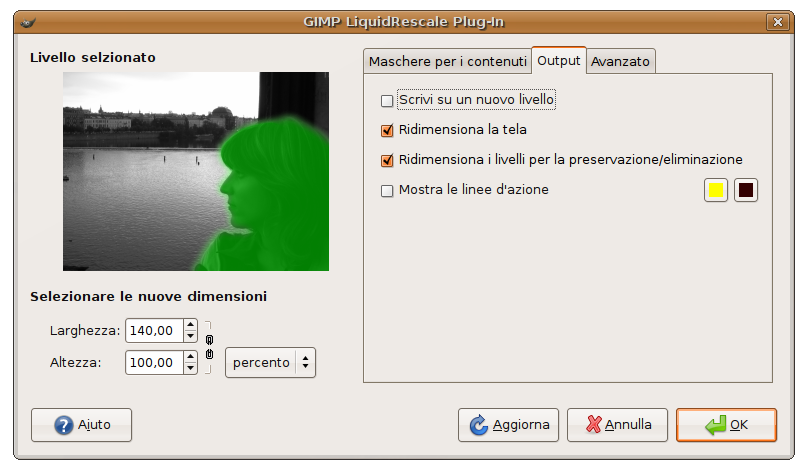 GIMP LiquidRescale Plug-In
Livello selzionato
Maschere per i contenuti
Output
Avanzato
Scrivi su un nuovo livello
Ridimensiona la tela
Ridimensiona i livelli per la preservazione/eliminazione
Mostra le linee d'azione
Selezionare le nuove dimensioni
Larghezza: 140,00
Altezza: 100,00
percento
Aiuto
Aggiorna
Annulla
OK